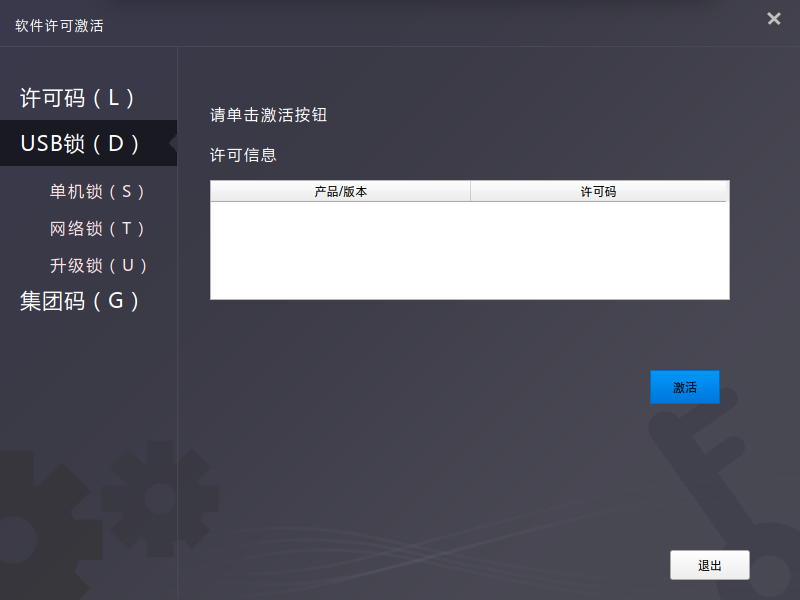 软件许可激活
许可码（L）
USB锁（D）
单机锁（S）
网络锁（T）
升级锁（U）
集团码（G）
请单击激活按钮
许可信息
产品/版本 许可码
激活
退出